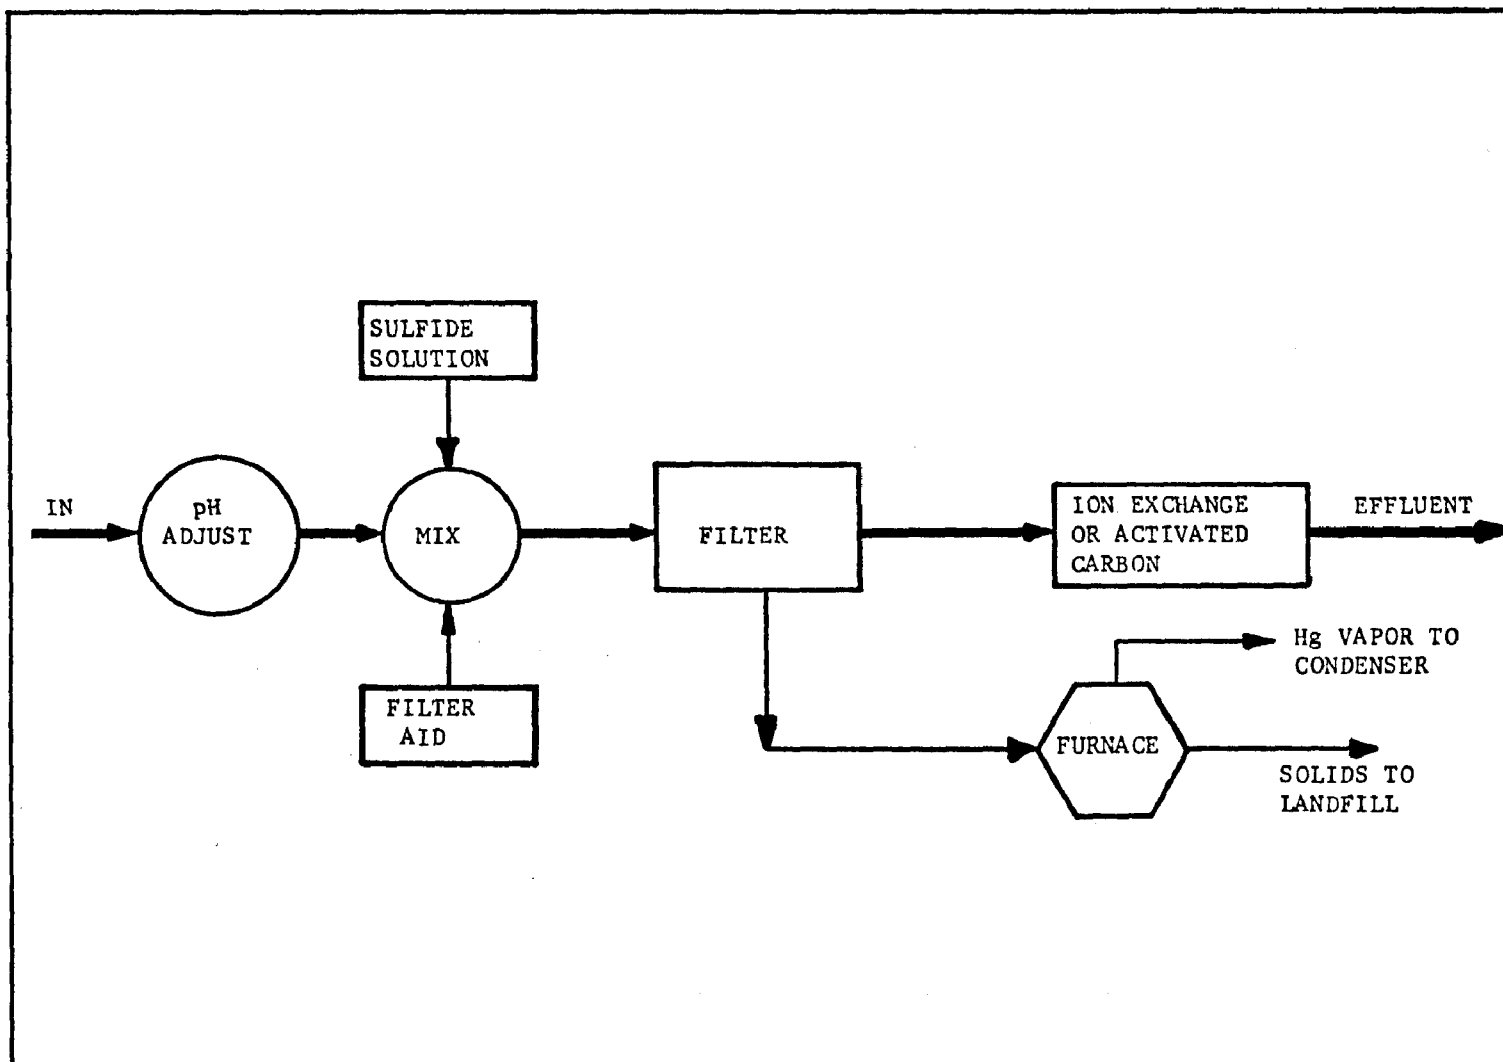 SULFIDE
SOLUTION
IN
pH
ADJUST
MIX
FILTER
ION EXCHANGE
OR ACTIVATED
CARBON
EFFLUENT
FILTER
AID
Hg VAPOR TO
CONDENSER
FURNACE
SOLIDS TO
LANDFILL